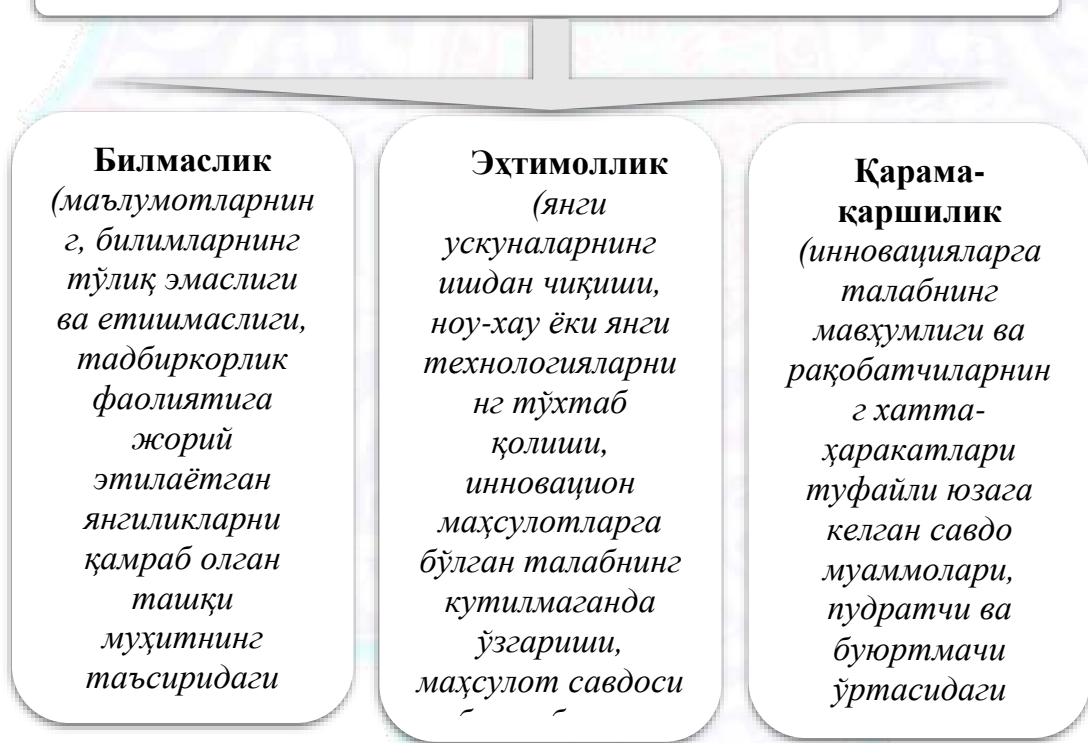 Билмаслик
(маълумотларнин
г, билимларнинг
тўлиқ эмаслиги
ва етишмаслиги,
тадбиркорлик
фаолиятига
жорий
этилаётган
янгиликларни
қамраб олган
ташқи
муҳитнинг
таъсиридаги
Эҳтимоллик
(янги
ускуналарнинг
ишдан чиқиши,
ноу-хау ёки янги
технологияларни
нг тўхтаб
қолиши,
инновацион
маҳсулотларга
бўлган талабнинг
кутилмаганда
ўзгариши,
маҳсулот савдоси
Қарама-
қаршилик
(инновацияларга
талабнинг
мавҳумлиги ва
рақобатчиларнин
г хатта-
ҳаракатлари
туфайли юзага
келган савдо
муаммолари,
пудратчи ва
буюртмачи
ўртасидаги